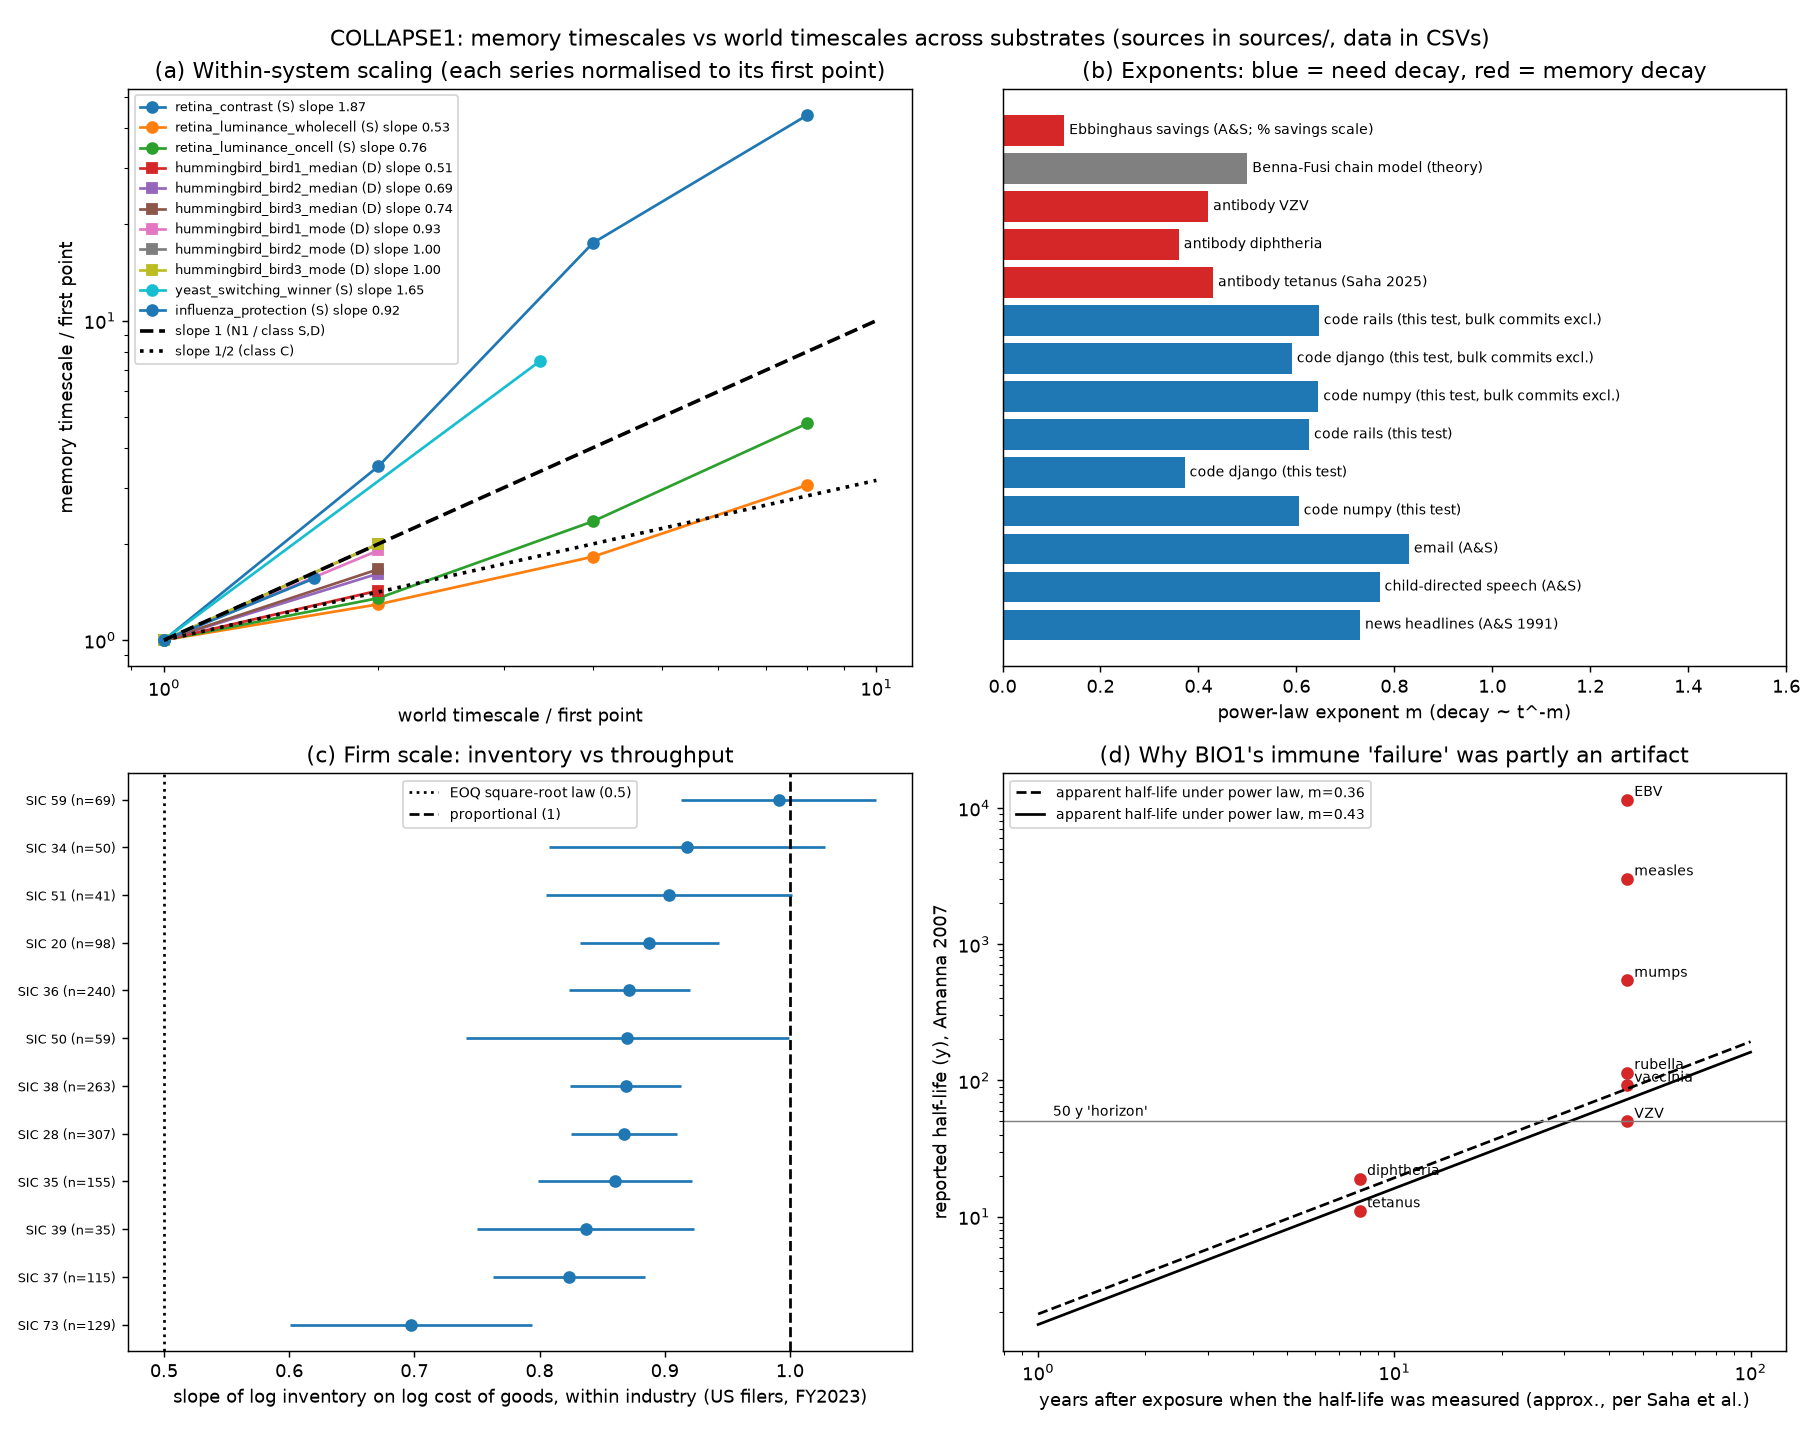 COLLAPSE1: memory timescales vs world timescales across substrates (sources in sources/, data in CSVs)
(a) Within-system scaling (each series normalised to its first point)
retina_contrast (S) slope 1.87
retina_luminance_wholecell (S) slope 0.53
retina_luminance_oncell (S) slope 0.76
hummingbird_bird1_median (D) slope 0.51
hummingbird_bird2_median (D) slope 0.69
hummingbird_bird3_median (D) slope 0.74
hummingbird_bird1_mode (D) slope 0.93
hummingbird_bird2_mode (D) slope 1.00
hummingbird_bird3_mode (D) slope 1.00
yeast_switching_winner (S) slope 1.65
influenza_protection (S) slope 0.92
slope 1 (N1 / class S,D)
slope 1/2 (class C)
memory timescale / first point
10¹
10⁰
10⁰ 10¹
world timescale / first point
(b) Exponents: blue = need decay, red = memory decay
Ebbinghaus savings (A&S; % savings scale)
Benna-Fusi chain model (theory)
antibody VZV
antibody diphtheria
antibody tetanus (Saha 2025)
code rails (this test, bulk commits excl.)
code django (this test, bulk commits excl.)
code numpy (this test, bulk commits excl.)
code rails (this test)
code django (this test)
code numpy (this test)
email (A&S)
child-directed speech (A&S)
news headlines (A&S 1991)
0.0 0.2 0.4 0.6 0.8 1.0 1.2 1.4 1.6
power-law exponent m (decay ~ t^-m)
(c) Firm scale: inventory vs throughput
EOQ square-root law (0.5)
proportional (1)
SIC 59 (n=69)
SIC 34 (n=50)
SIC 51 (n=41)
SIC 20 (n=98)
SIC 36 (n=240)
SIC 50 (n=59)
SIC 38 (n=263)
SIC 28 (n=307)
SIC 35 (n=155)
SIC 39 (n=35)
SIC 37 (n=115)
SIC 73 (n=129)
0.5 0.6 0.7 0.8 0.9 1.0
slope of log inventory on log cost of goods, within industry (US filers, FY2023)
(d) Why BIO1's immune 'failure' was partly an artifact
apparent half-life under power law, m=0.36
apparent half-life under power law, m=0.43
reported half-life (y), Amanna 2007
10⁴
10³
10²
10¹
EBV
measles
mumps
rubella
vaccinia
50 y 'horizon'
VZV
diphtheria
tetanus
10⁰ 10¹ 10²
years after exposure when the half-life was measured (approx., per Saha et al.)